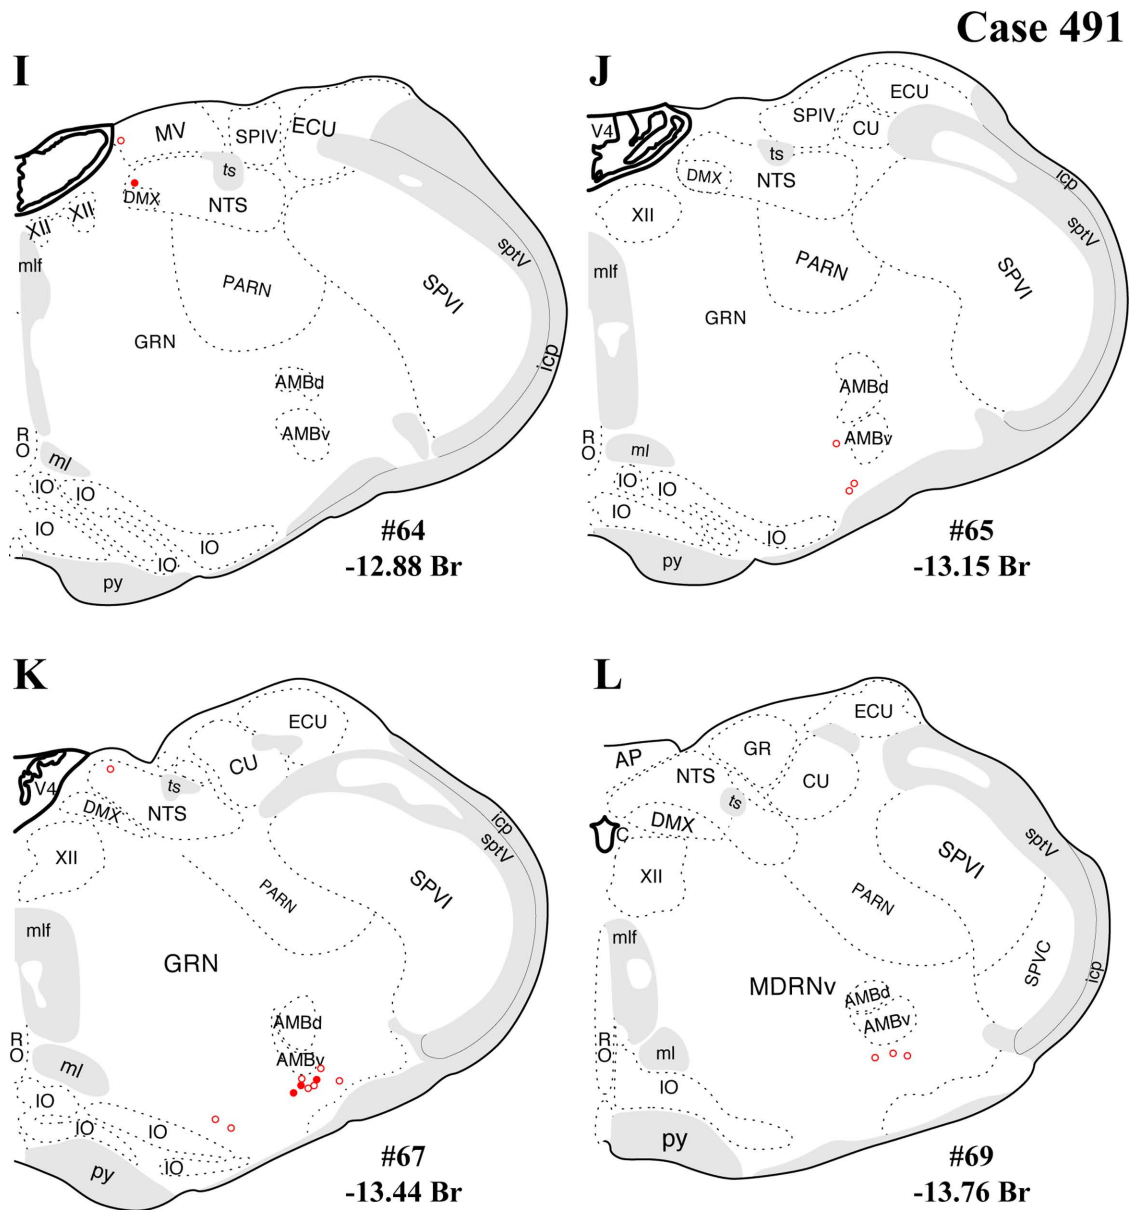 Case 491
I
MV
SPIV
ECU
ts
DMX
NTS
XII
XII
mlf
sptV
PARN
SPVI
GRN
icp
AMBd
AMBv
R
O
ml
IO
IO
IO
IO
IO
py
#64
-12.88 Br
J
V4
ECU
SPIV
CU
ts
DMX
NTS
icp
XII
sptV
mlf
PARN
SPVI
GRN
AMBd
AMBv
R
O
ml
IO
IO
IO
IO
py
#65
-13.15 Br
K
ECU
CU
V4
ts
DMX
NTS
icp
sptV
XII
SPVI
PARN
mlf
GRN
AMBd
AMBv
R
O
ml
IO
IO
IO
IO
py
#67
-13.44 Br
L
ECU
AP
GR
NTS
CU
ts
DMX
C
sptV
SPVI
XII
PARN
mlf
SPVC
icp
MDRNv
AMBd
AMBv
R
O
ml
IO
py
#69
-13.76 Br